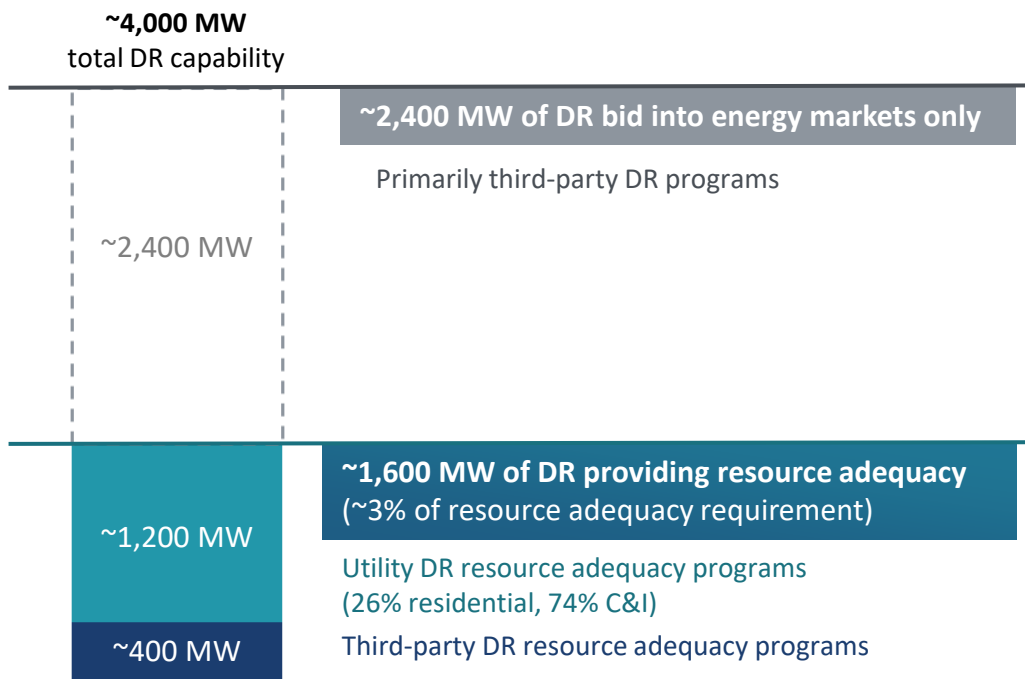 ~4,000 MW
total DR capability
~2,400 MW of DR bid into energy markets only
Primarily third-party DR programs
~2,400 MW
~1,600 MW of DR providing resource adequacy
(~3% of resource adequacy requirement)
~1,200 MW
Utility DR resource adequacy programs
(26% residential, 74% C&I)
~400 MW
Third-party DR resource adequacy programs